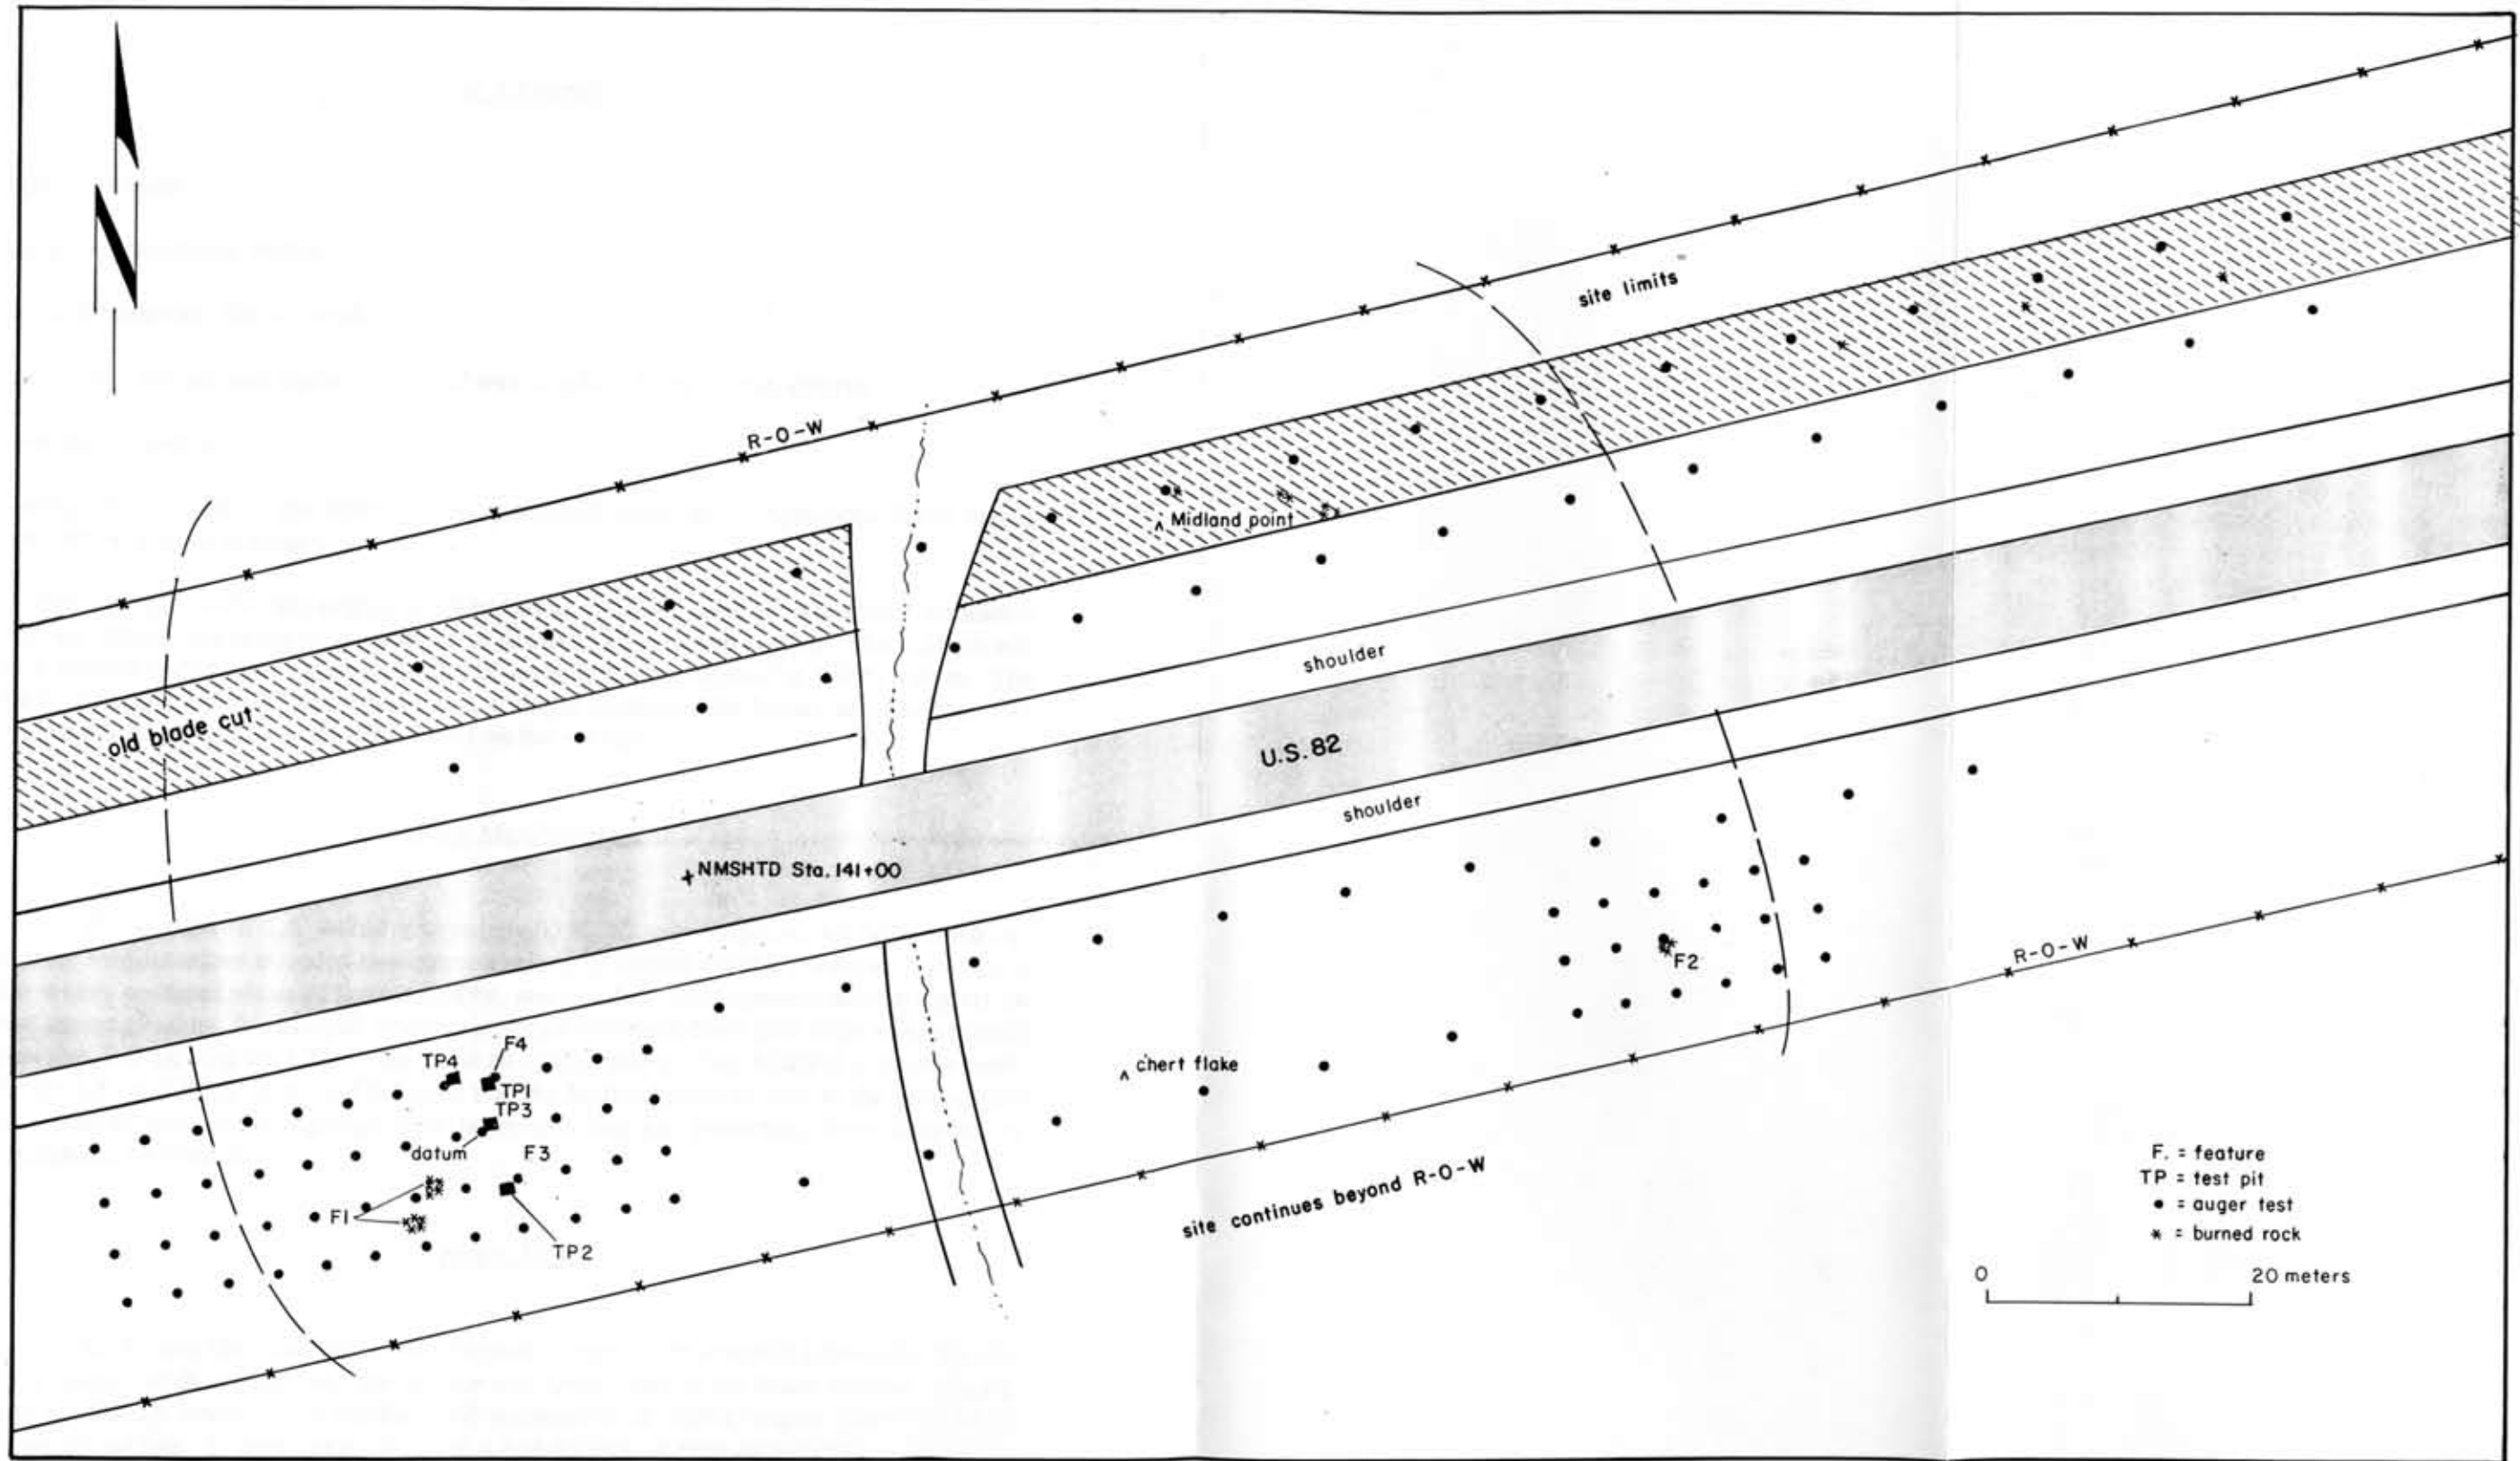 N
site limits
R-O-W
Midland point
old blade cut
shoulder
U.S. 82
shoulder
NMSHTD Sta. 141+00
R-O-W
F2
F4
TP4
TP1
TP3
chert flake
datum
F3
F1
TP2
site continues beyond R-O-W
F. = feature
TP = test pit
• = auger test
* = burned rock
0 20 meters